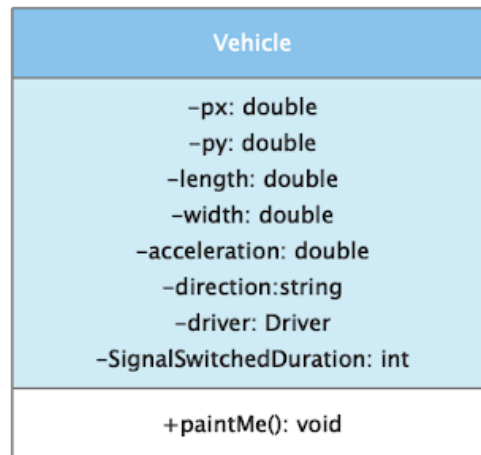 Vehicle
-px: double
-py: double
-length: double
-width: double
-acceleration: double
-direction:string
-driver: Driver
-SignalSwitchedDuration: int
+paintMe(): void